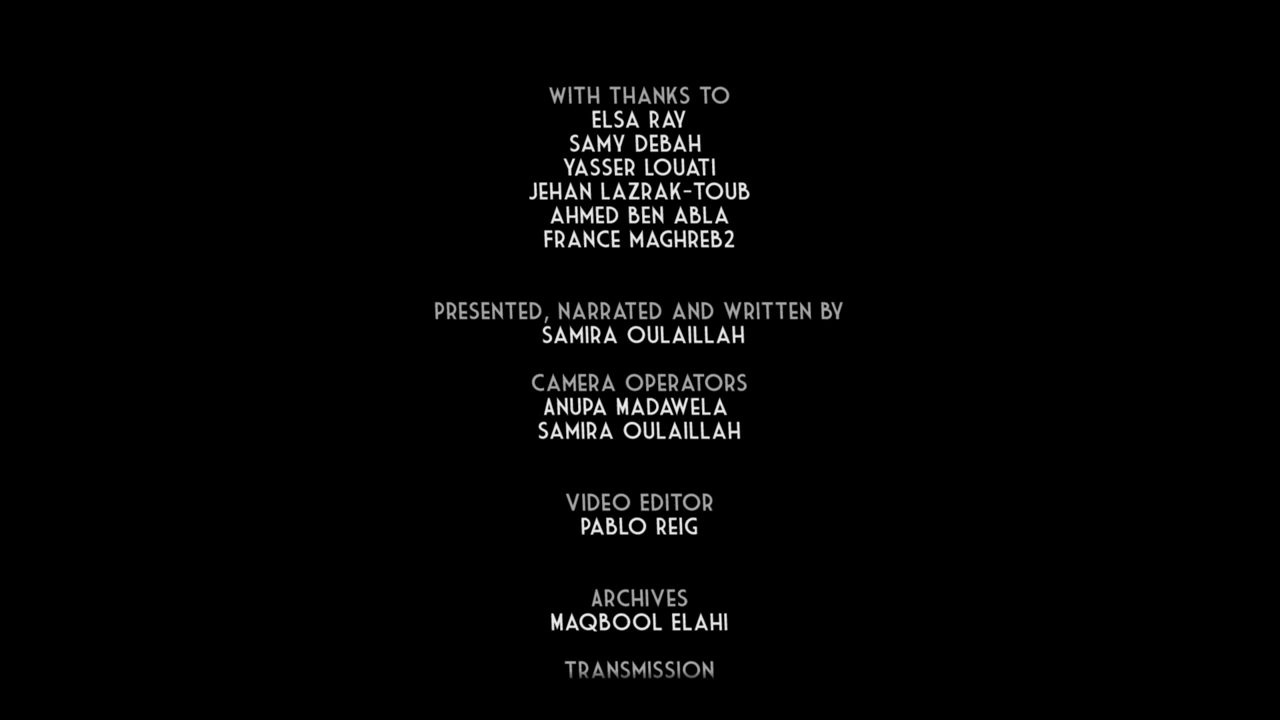 WITH THANKS TO
ELSA RAY
SAMY DEBAH
YASSER LOUATI
JEHAN LAZRAK-TOUB
AHMED BEN ABLA
FRANCE MAGHREB2
PRESENTED, NARRATED AND WRITTEN BY
SAMIRA OULAILLAH
CAMERA OPERATORS
ANUPA MADAWELA
SAMIRA OULAILLAH
VIDEO EDITOR
PABLO REIG
ARCHIVES
MAQBOOL ELAHI
TRANSMISSION